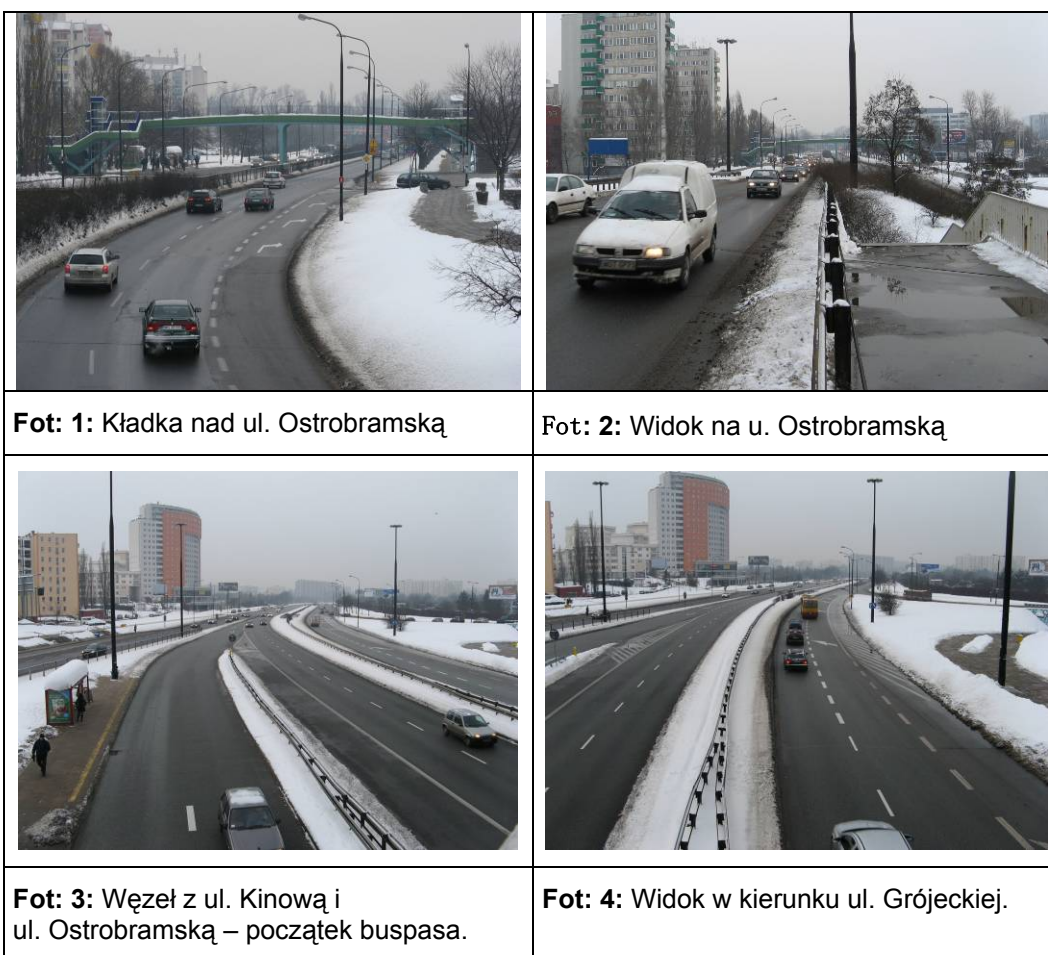 Fot: 1: Kładka nad ul. Ostrobramską
Fot: 2: Widok na u. Ostrobramską
Fot: 3: Węzeł z ul. Kinową i
ul. Ostrobramską – początek buspasa.
Fot: 4: Widok w kierunku ul. Grójeckiej.